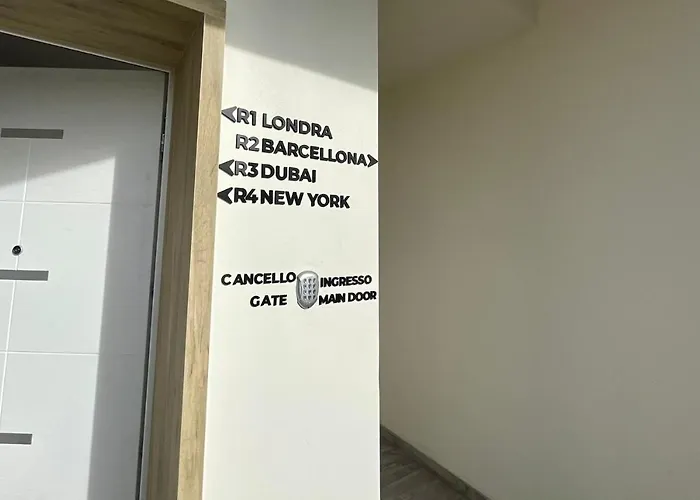 R1 LONDRA
R2 BARCELLONA
R3 DUBAI
R4 NEW YORK
CANCELLO INGRESSO
GATE MAIN DOOR